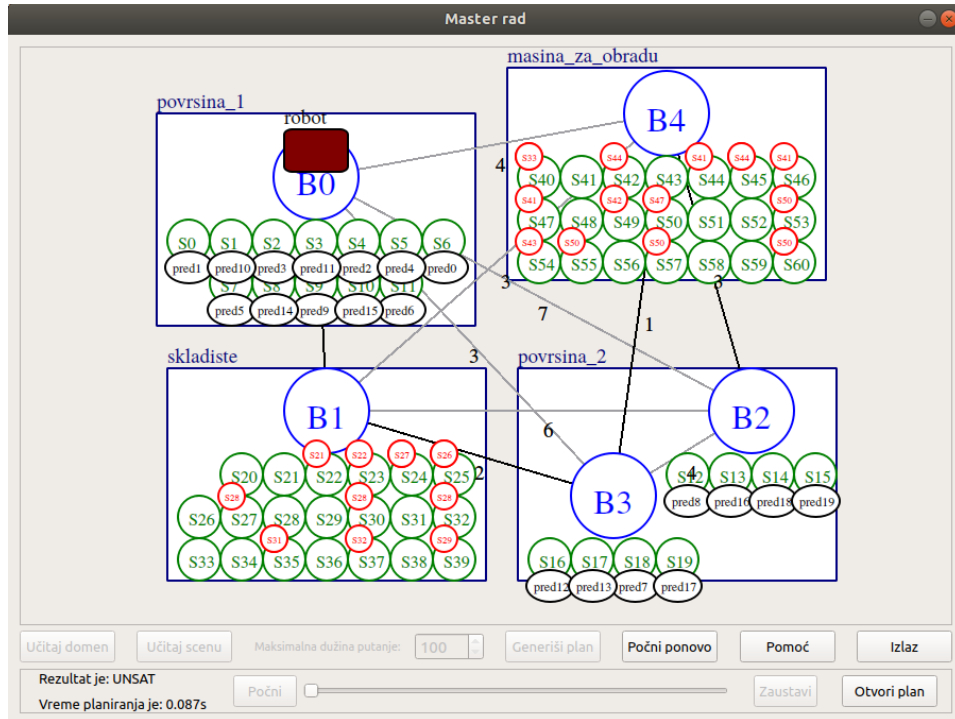 Master rad
masina_za_obradu
povrsina_1
robot
B4
B0
4
S33 S44 S41 S44 S41
S40 S41 S42 S43 S44 S45 S46
S41 S42 S47 S50
S47 S48 S49 S50 S51 S52 S53
S43 S50 S50 S50
S54 S55 S56 S57 S58 S59 S60
S0 S1 S2 S3 S4 S5 S6
pred1 pred10 pred3 pred11 pred2 pred4 pred0
S7 S8 S9 S10 S11
pred5 pred14 pred9 pred15 pred6
3 3
7
1
skladiste
3
povrsina_2
B1
B2
6
S21 S22 S27 S26
S20 S21 S22 S23 S24 S25
2
S12 S13 S14 S15
4
pred8 pred16 pred18 pred19
B3
S28 S28 S28
S26 S27 S28 S29 S30 S31 S32
S31 S32 S29
S33 S34 S35 S36 S37 S38 S39
S16 S17 S18 S19
pred12 pred13 pred7 pred17
Učitaj domen Učitaj scenu Maksimalna dužina putanje: 100 Generiši plan Počni ponovo Pomoć Izlaz
Rezultat je: UNSAT
Vreme planiranja je: 0.087s
Počni Zaustavi Otvori plan